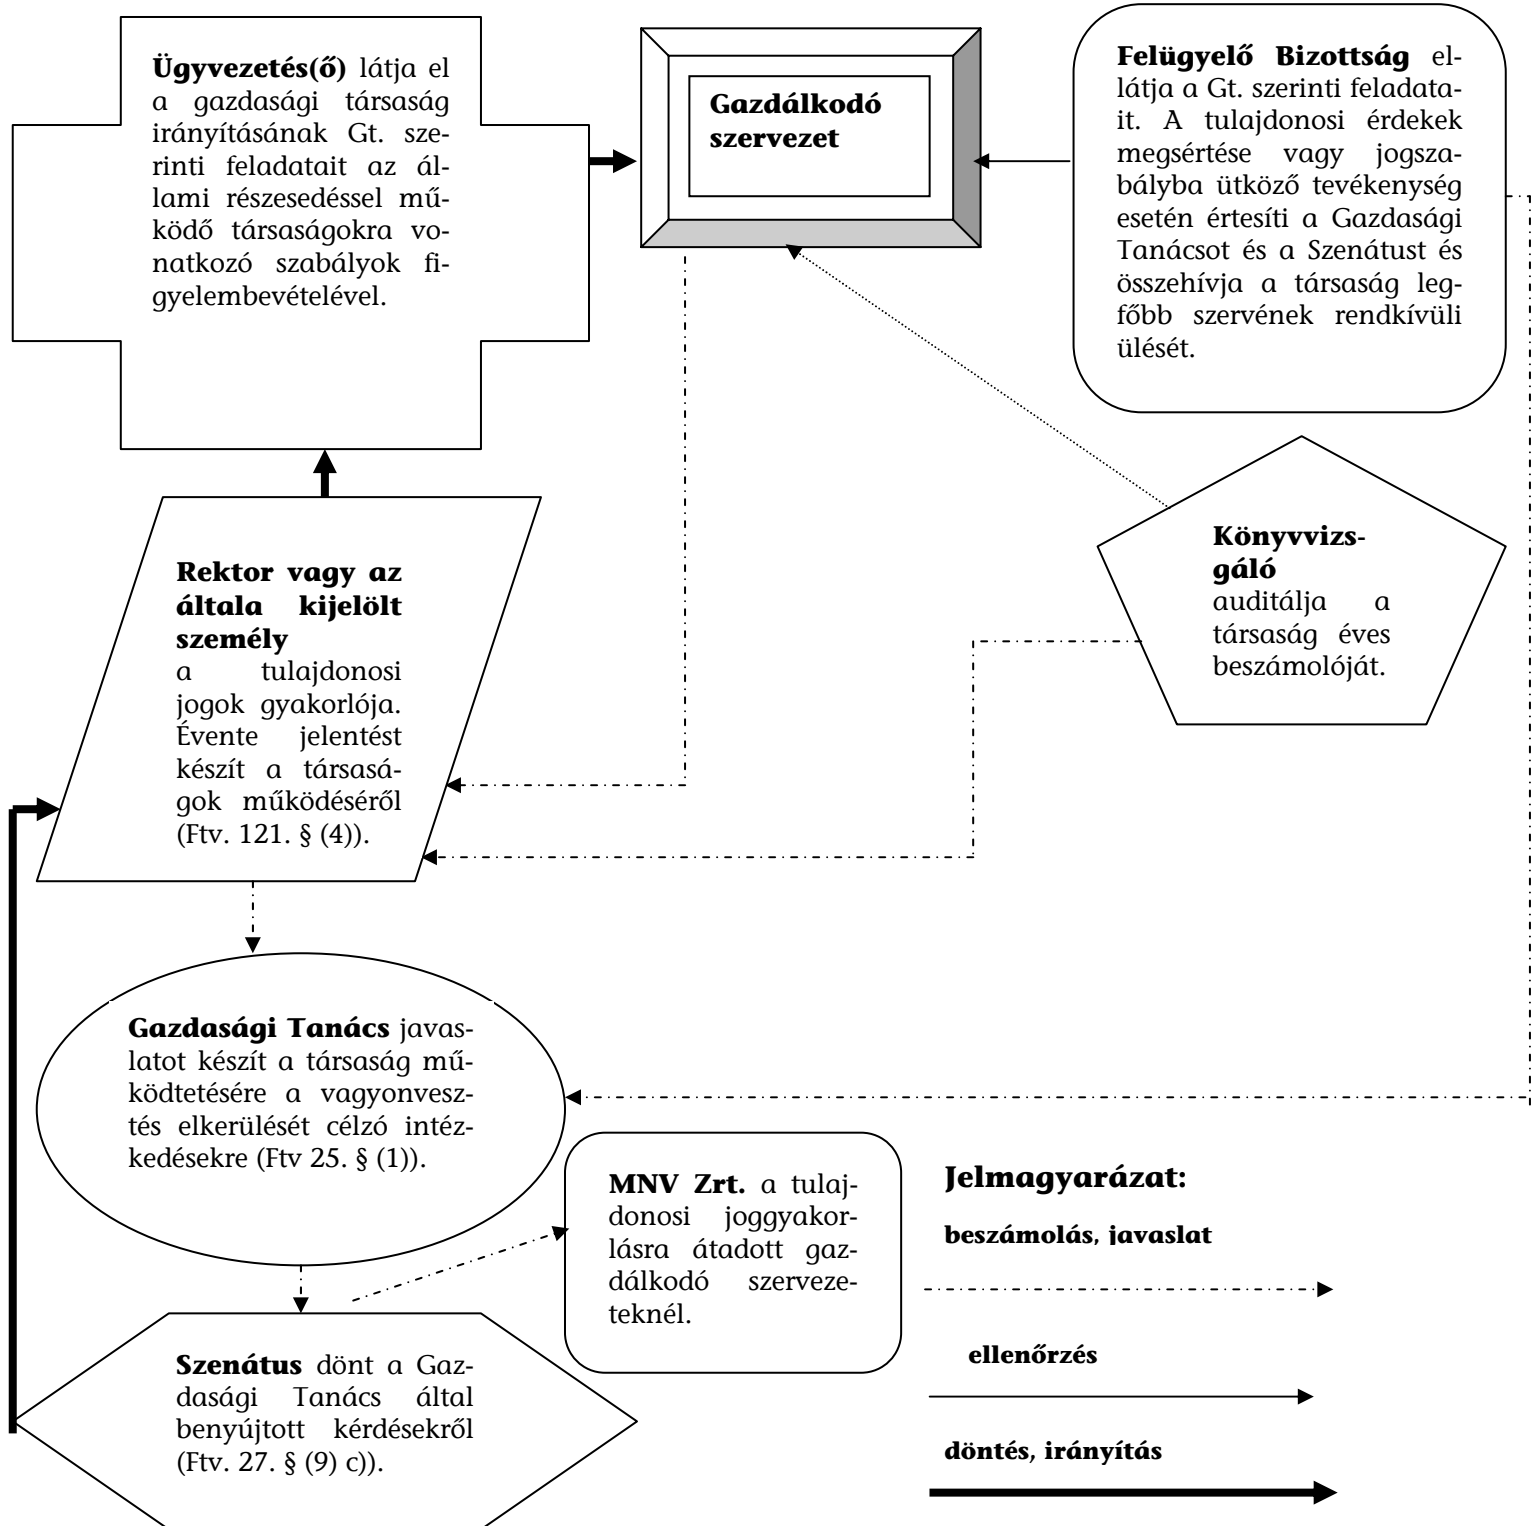 Ügyvezetés(ő) látja el
a gazdasági társaság
irányításának Gt. sze-
rinti feladatait az ál-
lami részesedéssel mű-
ködő társaságokra vo-
natkozó szabályok fi-
gyelembevételével.
Gazdálkodó
szervezet
Felügyelő Bizottság el-
látja a Gt. szerinti feladata-
it. A tulajdonosi érdekek
megsértése vagy jogsza-
bályba ütköző tevékenység
esetén értesíti a Gazdasági
Tanácsot és a Szenátust és
összehívja a társaság leg-
főbb szervének rendkívüli
ülését.
Könyvvizs-
gáló
auditálja a
társaság éves
beszámolóját.
Rektor vagy az
általa kijelölt
személy
a tulajdonosi
jogok gyakorlója.
Évente jelentést
készít a társasá-
gok működéséről
(Ftv. 121. § (4)).
Gazdasági Tanács javas-
latot készít a társaság mű-
ködtetésére a vagyonvesz-
tés elkerülését célzó intéz-
kedésekre (Ftv 25. § (1)).
MNV Zrt. a tulaj-
donosi joggyakor-
lásra átadott gaz-
dálkodó szerveze-
teknél.
Szenátus dönt a Gaz-
dasági Tanács által
benyújtott kérdésekről
(Ftv. 27. § (9) c)).
Jelmagyarázat:
beszámolás, javaslat
ellenőrzés
döntés, irányítás